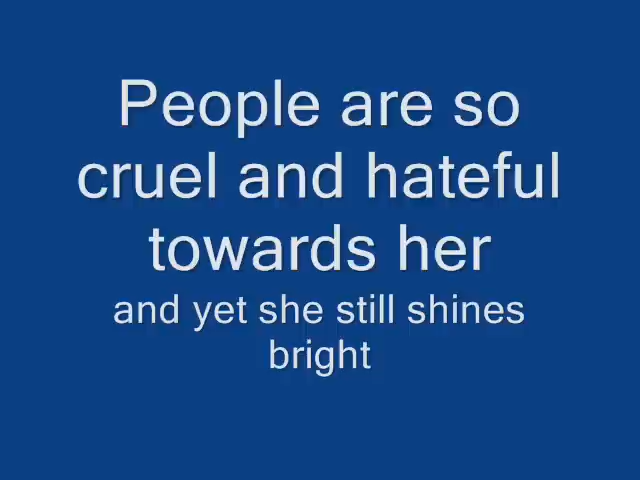 People are so
cruel and hateful
towards her
and yet she still shines
bright